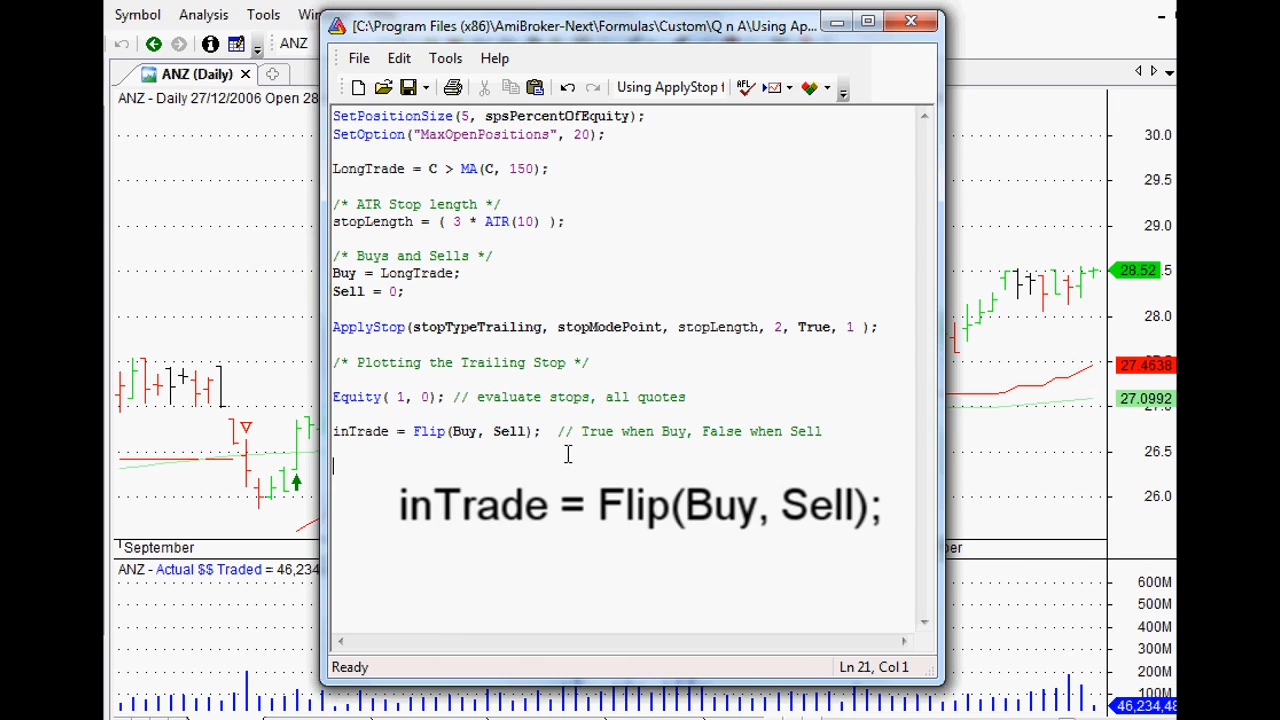 Symbol Analysis Tools
[C:\Program Files (x86)\AmiBroker-Next\Formulas\Custom\Q n A\Using Ap...
ANZ
File Edit Tools Help
ANZ (Daily)
Using ApplyStop
ANZ - Daily 27/12/2006 Open 28
SetPositionSize(5, spsPercentOfEquity);
SetOption("MaxOpenPositions", 20);
LongTrade = C > MA(C, 150);
/* ATR Stop length */
stopLength = ( 3 * ATR(10) );
/* Buys and Sells */
Buy = LongTrade;
Sell = 0;
ApplyStop(stopTypeTrailing, stopModePoint, stopLength, 2, True, 1 );
/* Plotting the Trailing Stop */
Equity( 1, 0); // evaluate stops, all quotes
inTrade = Flip(Buy, Sell);  // True when Buy, False when Sell
inTrade = Flip(Buy, Sell);
30.0
29.5
29.0
28.52
28.0
27.4638
27.0992
26.5
26.0
September
ANZ - Actual $$ Traded = 46,234
600M
500M
400M
300M
200M
100M
46,234,48
Ready Ln 21, Col 1